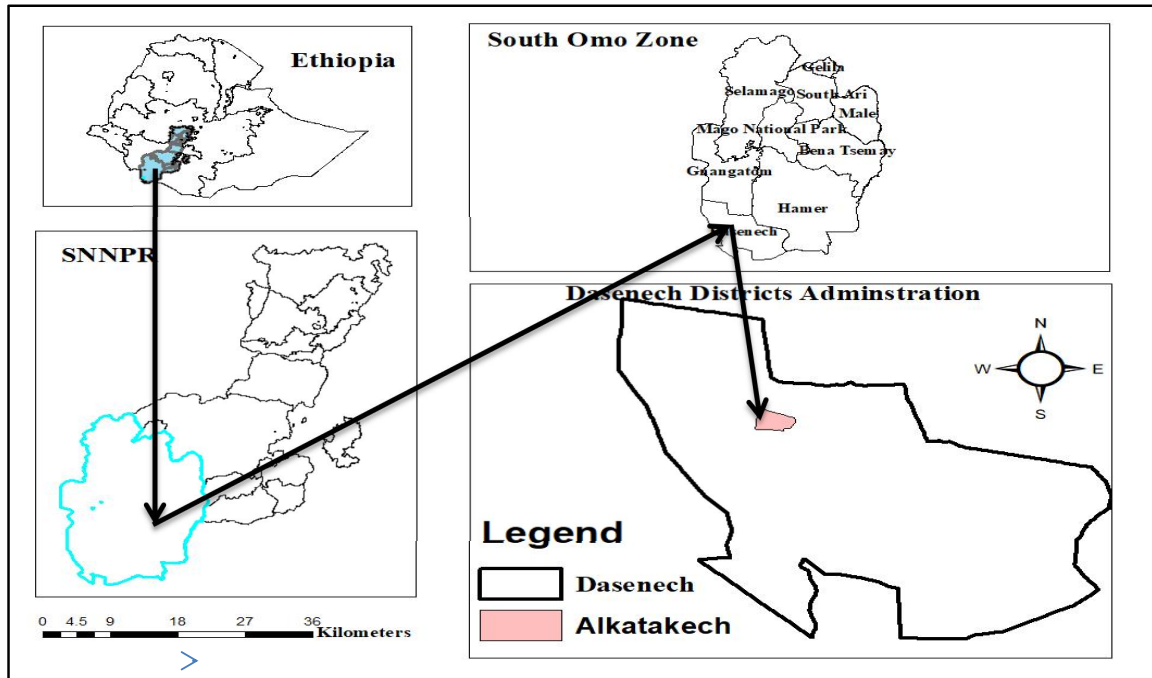 Ethiopia
SNNPR
0 4.5 9 18 27 36
Kilometers
South Omo Zone
Gelila
Selamago
South Ari
Male
Mago National Park
Bena Tsemay
Gnangatom
Hamer
Dasenech Districts Adminstration
N
W
E
S
Legend
Dasenech
Alkatakech